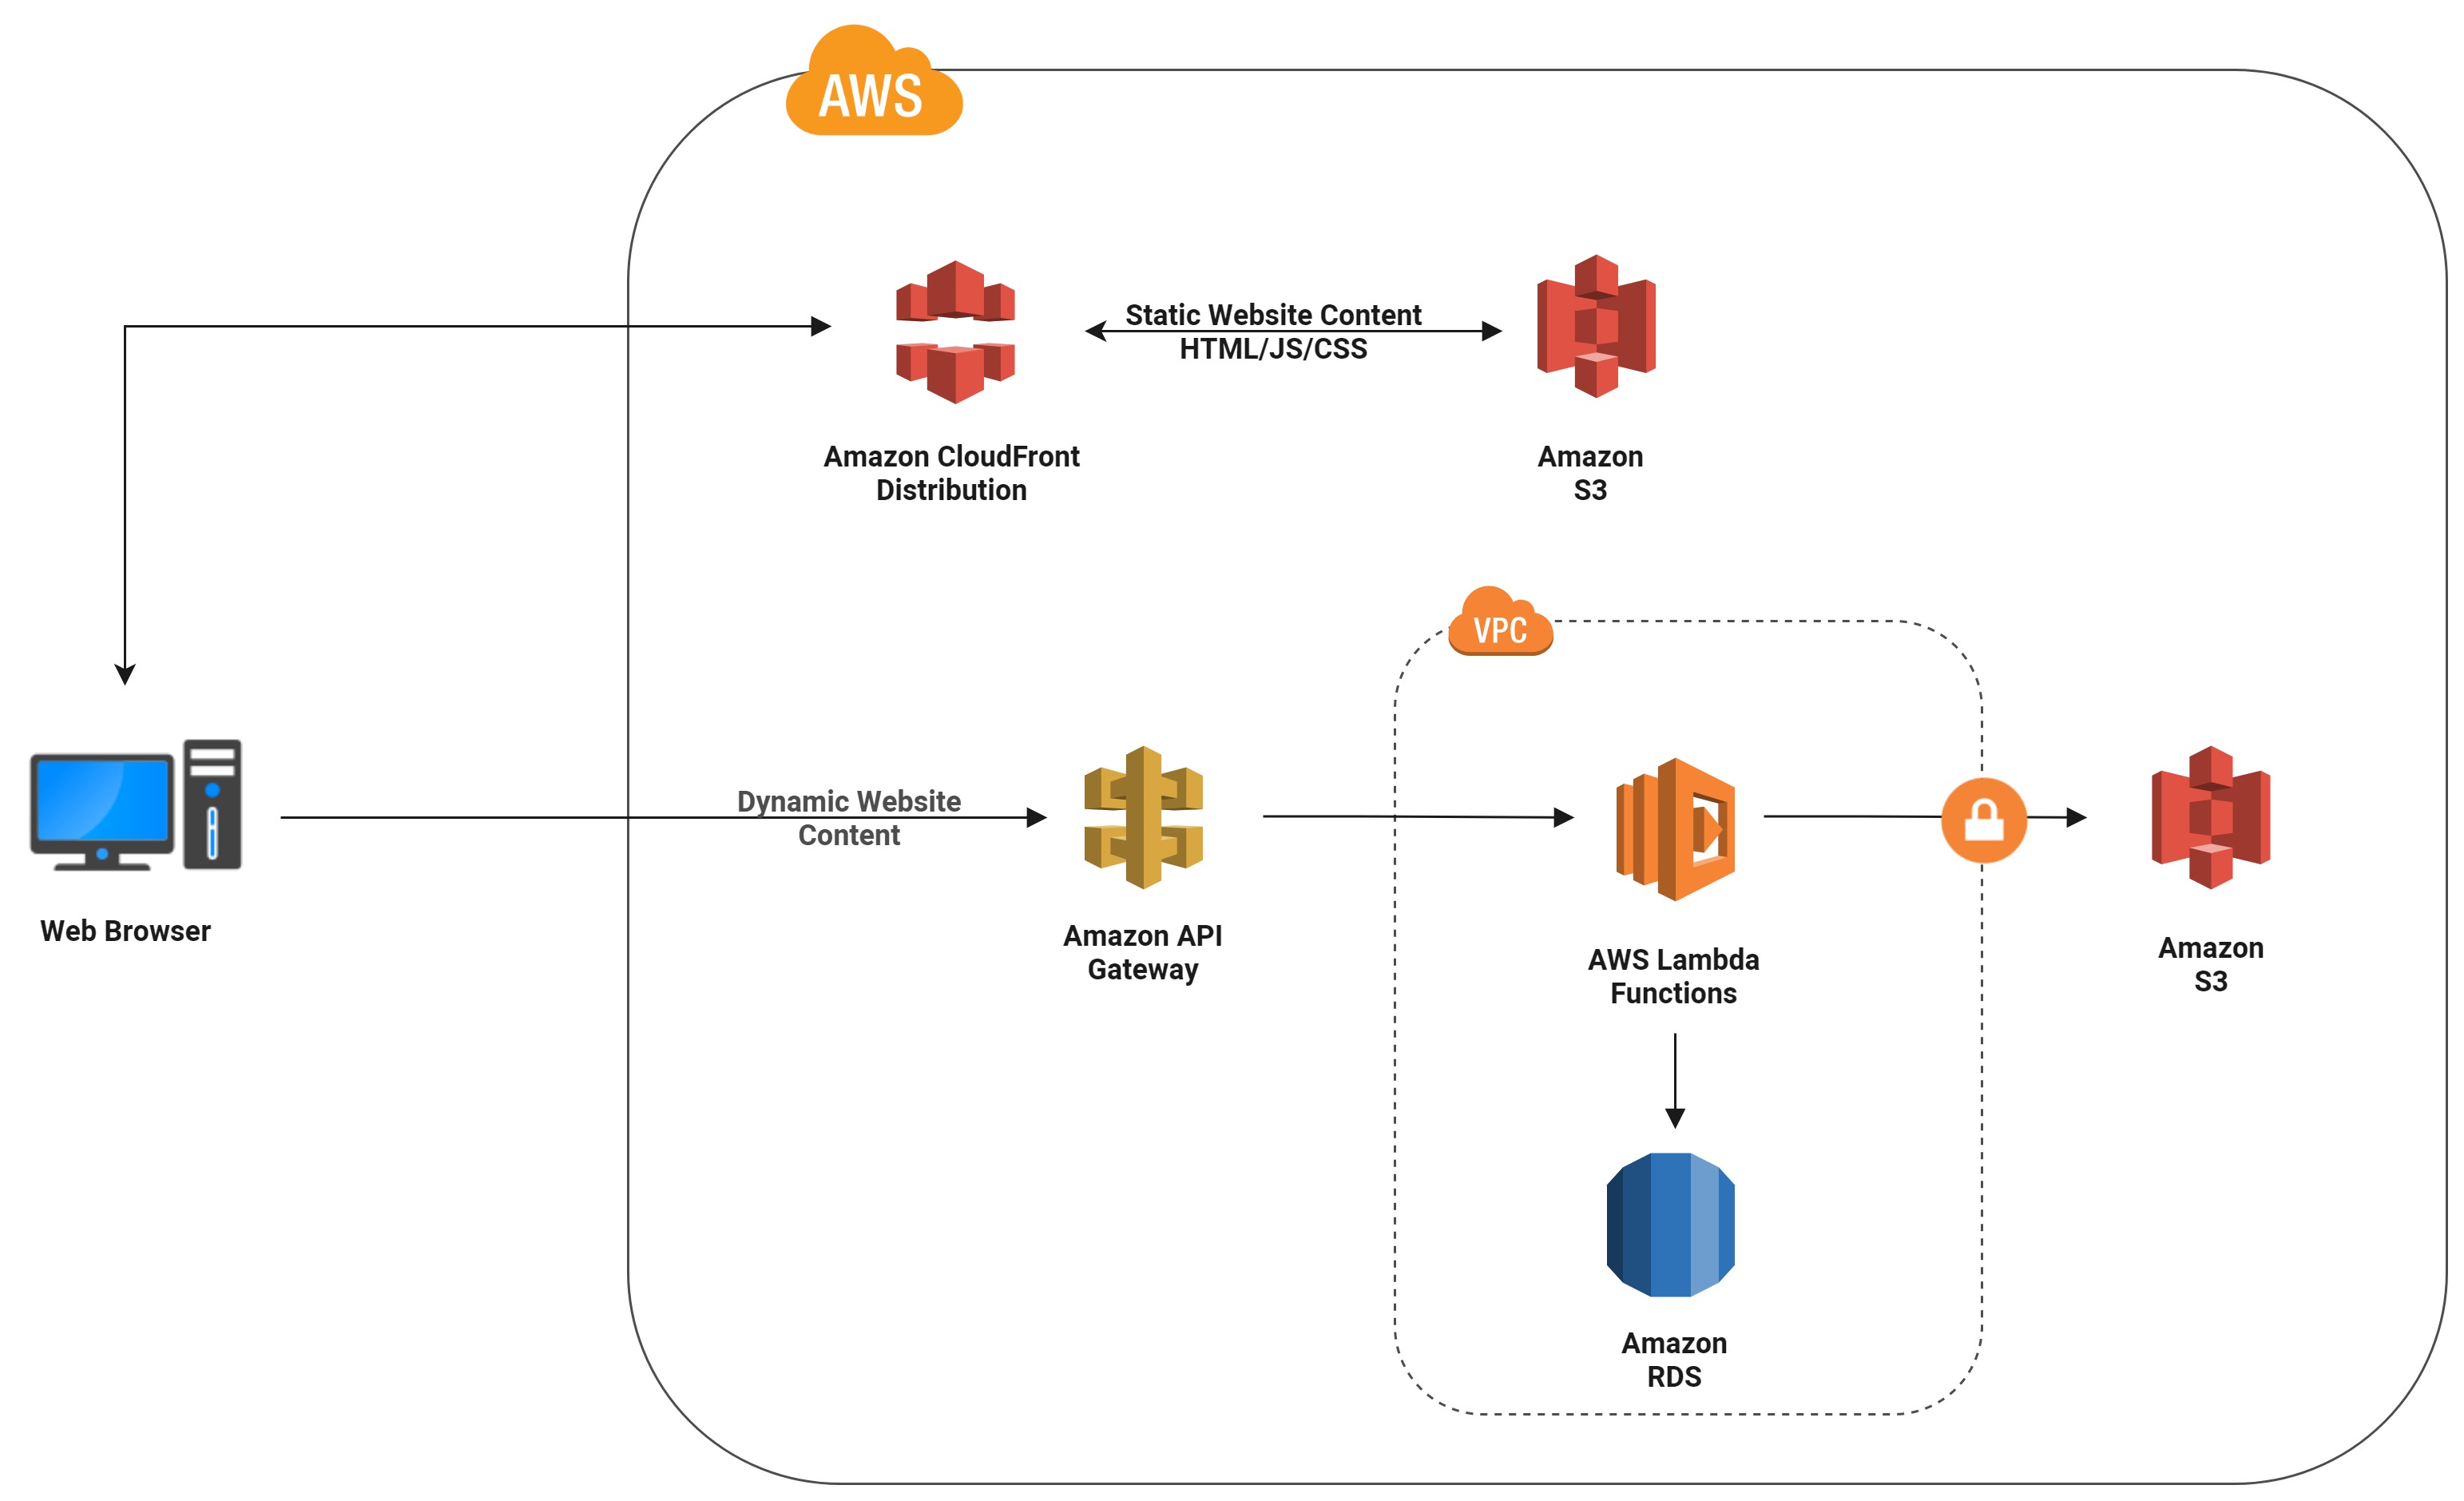 AWS
Static Website Content
HTML/JS/CSS
Amazon CloudFront
Distribution
Amazon
S3
VPC
Dynamic Website
Content
Web Browser
Amazon API
Gateway
AWS Lambda
Functions
Amazon
S3
Amazon
RDS